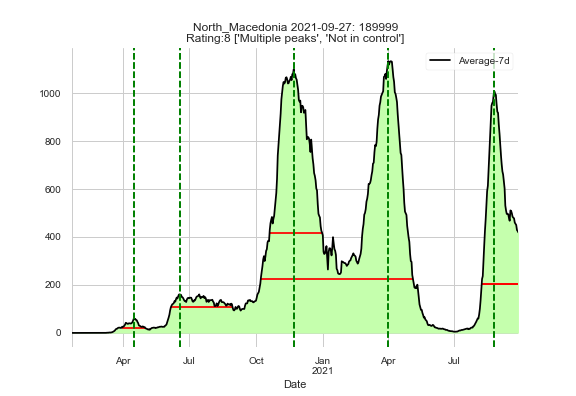 North_Macedonia 2021-09-27: 189999
Rating:8 ['Multiple peaks', 'Not in control']
Average-7d
1000
800
600
400
200
0
Apr
Jul
Oct
Jan
2021
Apr
Jul
Date